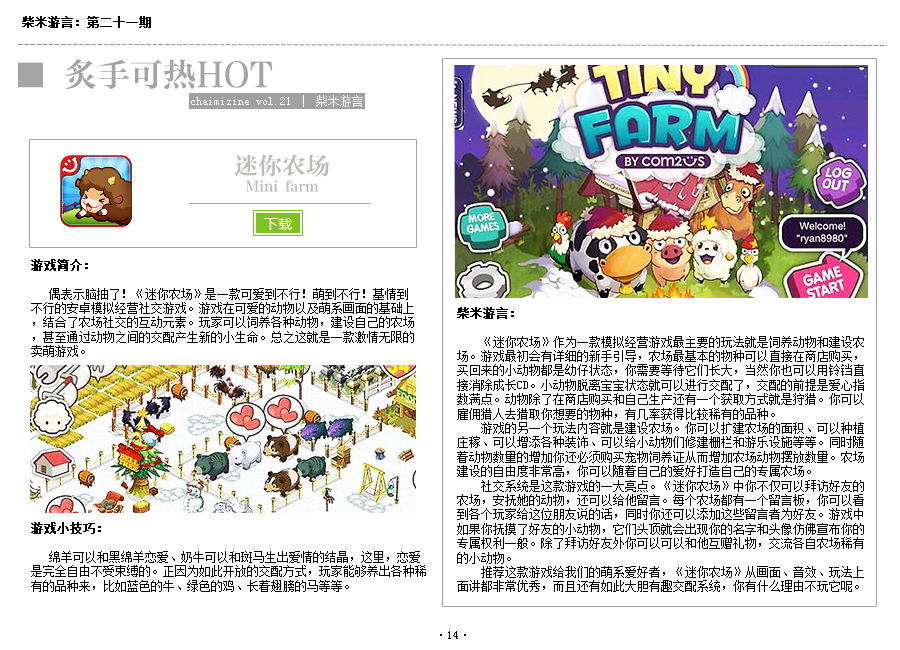 柴米游言：第二十一期
炙手可热HOT
chaimizine vol.21 | 柴米游言
迷你农场
Mini farm
下载
游戏简介：
偶表示脑抽了！《迷你农场》是一款可爱到不行！萌到不行！基情到
不行的安卓模拟经营社交游戏。游戏在可爱的动物以及萌系画面的基础上
，结合了农场社交的互动元素。玩家可以饲养各种动物，建设自己的农场
，甚至通过动物之间的交配产生新的小生命。总之这就是一款激情无限的
卖萌游戏。
游戏小技巧：
绵羊可以和黑绵羊恋爱、奶牛可以和斑马生出爱情的结晶，这里，恋爱
是完全自由不受束缚的。正因为如此开放的交配方式，玩家能够养出各种稀
有的品种来，比如蓝色的牛、绿色的鸡、长着翅膀的马等等。
TINY
FARM
BY COM2US
LOG
OUT
MORE
GAMES
Welcome!
"ryan8980"
GAME
START
柴米游言：
《迷你农场》作为一款模拟经营游戏最主要的玩法就是饲养动物和建设农
场。游戏最初会有详细的新手引导，农场最基本的物种可以直接在商店购买，
买回来的小动物都是幼仔状态，你需要等待它们长大，当然你也可以用铃铛直
接消除成长CD。小动物脱离宝宝状态就可以进行交配了，交配的前提是爱心指
数满点。动物除了在商店购买和自己生产还有一个获取方式就是狩猎。你可以
雇佣猎人去猎取你想要的物种，有几率获得比较稀有的品种。
游戏的另一个玩法内容就是建设农场。你可以扩建农场的面积、可以种植
庄稼、可以增添各种装饰、可以给小动物们修建栅栏和游乐设施等等。同时随
着动物数量的增加你还必须购买宠物饲养证从而增加农场动物摆放数量。农场
建设的自由度非常高，你可以随着自己的爱好打造自己的专属农场。
社交系统是这款游戏的一大亮点。《迷你农场》中你不仅可以拜访好友的
农场，安抚她的动物，还可以给他留言。每个农场都有一个留言板，你可以看
到各个玩家给这位朋友说的话，同时你还可以添加这些留言者为好友。游戏中
如果你抚摸了好友的小动物，它们头顶就会出现你的名字和头像仿佛宣布你的
专属权利一般。除了拜访好友外你可以可以和他互赠礼物，交流各自农场稀有
的小动物。
推荐这款游戏给我们的萌系爱好者，《迷你农场》从画面、音效、玩法上
面讲都非常优秀，而且还有如此大胆有趣交配系统，你有什么理由不玩它呢。
·14·